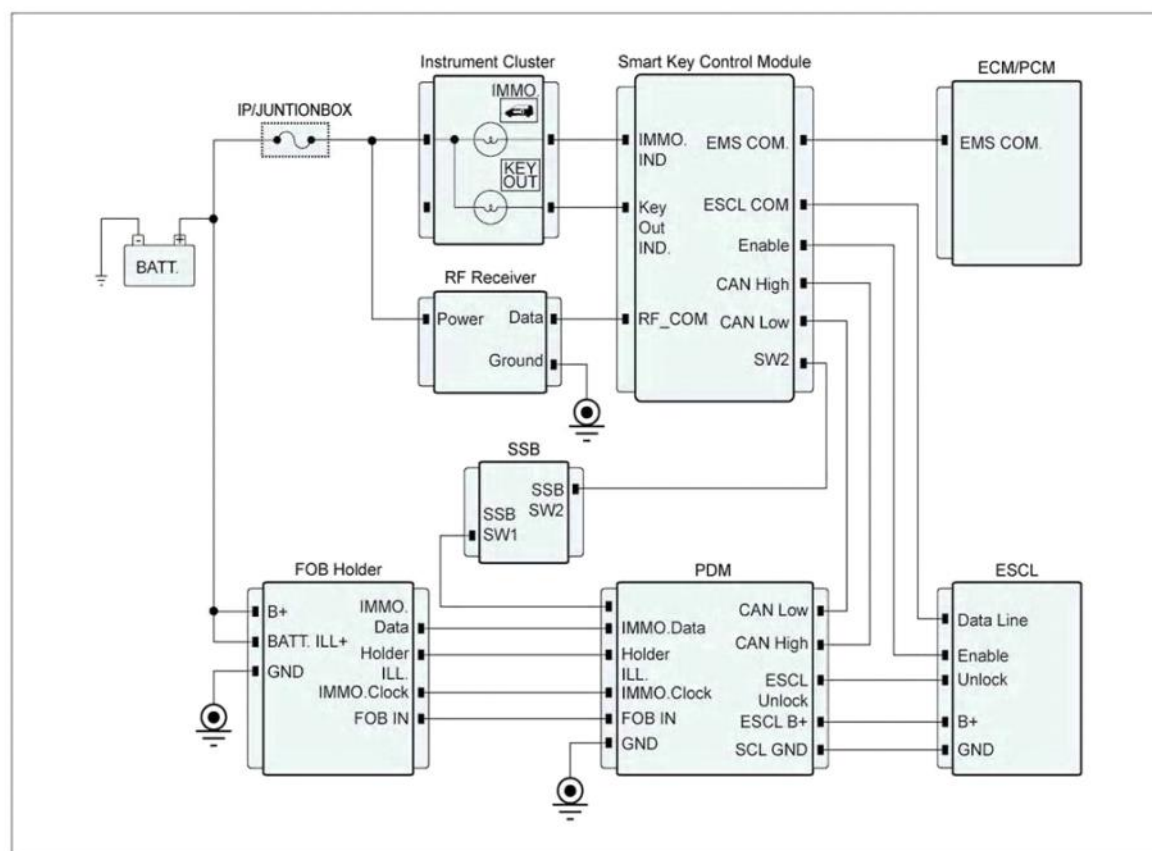 Instrument Cluster
Smart Key Control Module
ECM/PCM
IP/JUNTIONBOX
IMMO.
KEY
OUT
IMMO.
IND
Key
Out
IND.
RF_COM
EMS COM.
ESCL COM
Enable
CAN High
CAN Low
SW2
EMS COM.
-
+
BATT.
RF Receiver
Power
Data
Ground
SSB
SSB
SW2
SSB
SW1
FOB Holder
B+
BATT. ILL+
GND
IMMO.
Data
Holder
ILL.
IMMO.Clock
FOB IN
PDM
IMMO.Data
Holder
ILL.
IMMO.Clock
FOB IN
GND
CAN Low
CAN High
ESCL
Unlock
ESCL B+
SCL GND
ESCL
Data Line
Enable
Unlock
B+
GND